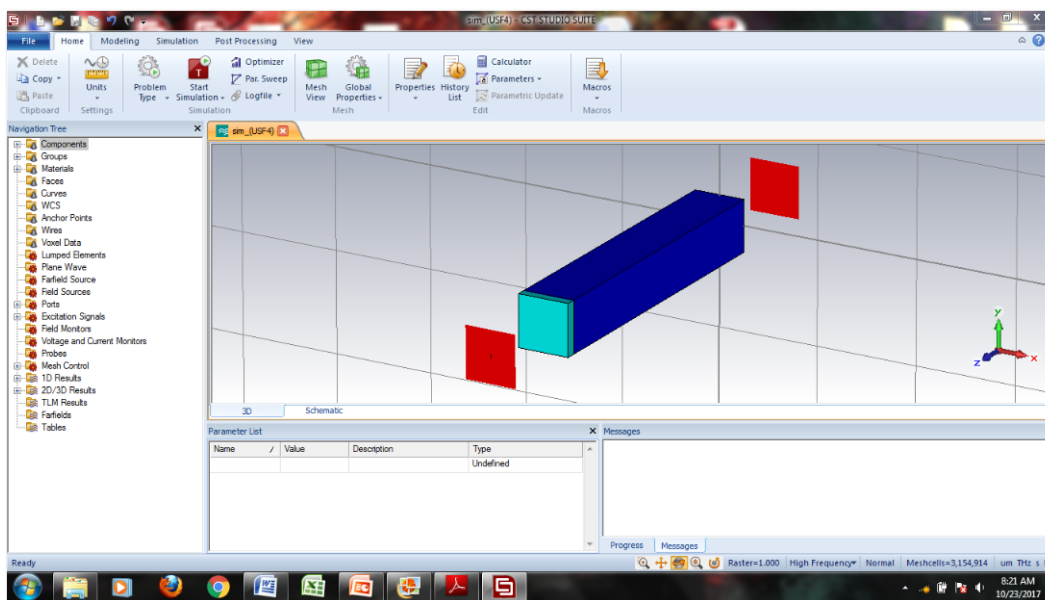 sim_(USF4) - CST STUDIO SUITE
File Home Modeling Simulation Post Processing View
Delete
Copy
Paste
Clipboard
Units
Settings
Problem Type
Start Simulation
Optimizer
Par. Sweep
Logfile
Simulation
Mesh View
Global Properties
Mesh
Properties
History List
Calculator
Parameters
Parametric Update
Edit
Macros
Macros
Navigation Tree
Components
Groups
Materials
Faces
Curves
WCS
Anchor Points
Wires
Voxel Data
Lumped Elements
Plane Wave
Farfield Source
Field Sources
Ports
Excitation Signals
Field Monitors
Voltage and Current Monitors
Probes
Mesh Control
1D Results
2D/3D Results
TLM Results
Farfields
Tables
sim_(USF4)
y
z x
3D Schematic
Parameter List
Name / Value Description Type
Undefined
Messages
Progress Messages
Ready
Raster=1.000 High Frequency Normal Meshcells=3,154,914 um THz s
8:21 AM
10/23/2017